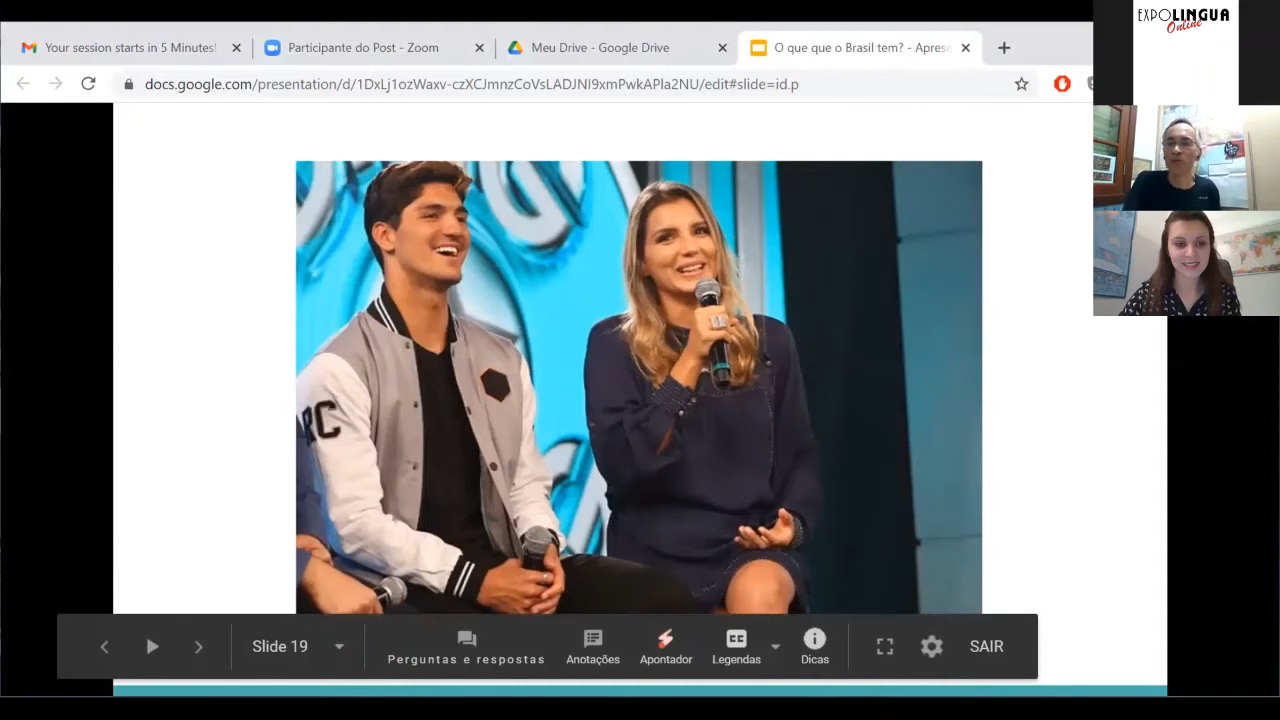 EXPOLINGUA
Online
Your session starts in 5 Minutes!
Participante do Post - Zoom
Meu Drive - Google Drive
O que que o Brasil tem? - Aprese
docs.google.com/presentation/d/1DxLj1ozWaxv-czXCJmnzCoVsLADJNI9xmPwkAPla2NU/edit#slide=id.p
RC
Slide 19
Perguntas e respostas
Anotações
Apontador
CC
Legendas
Dicas
SAIR